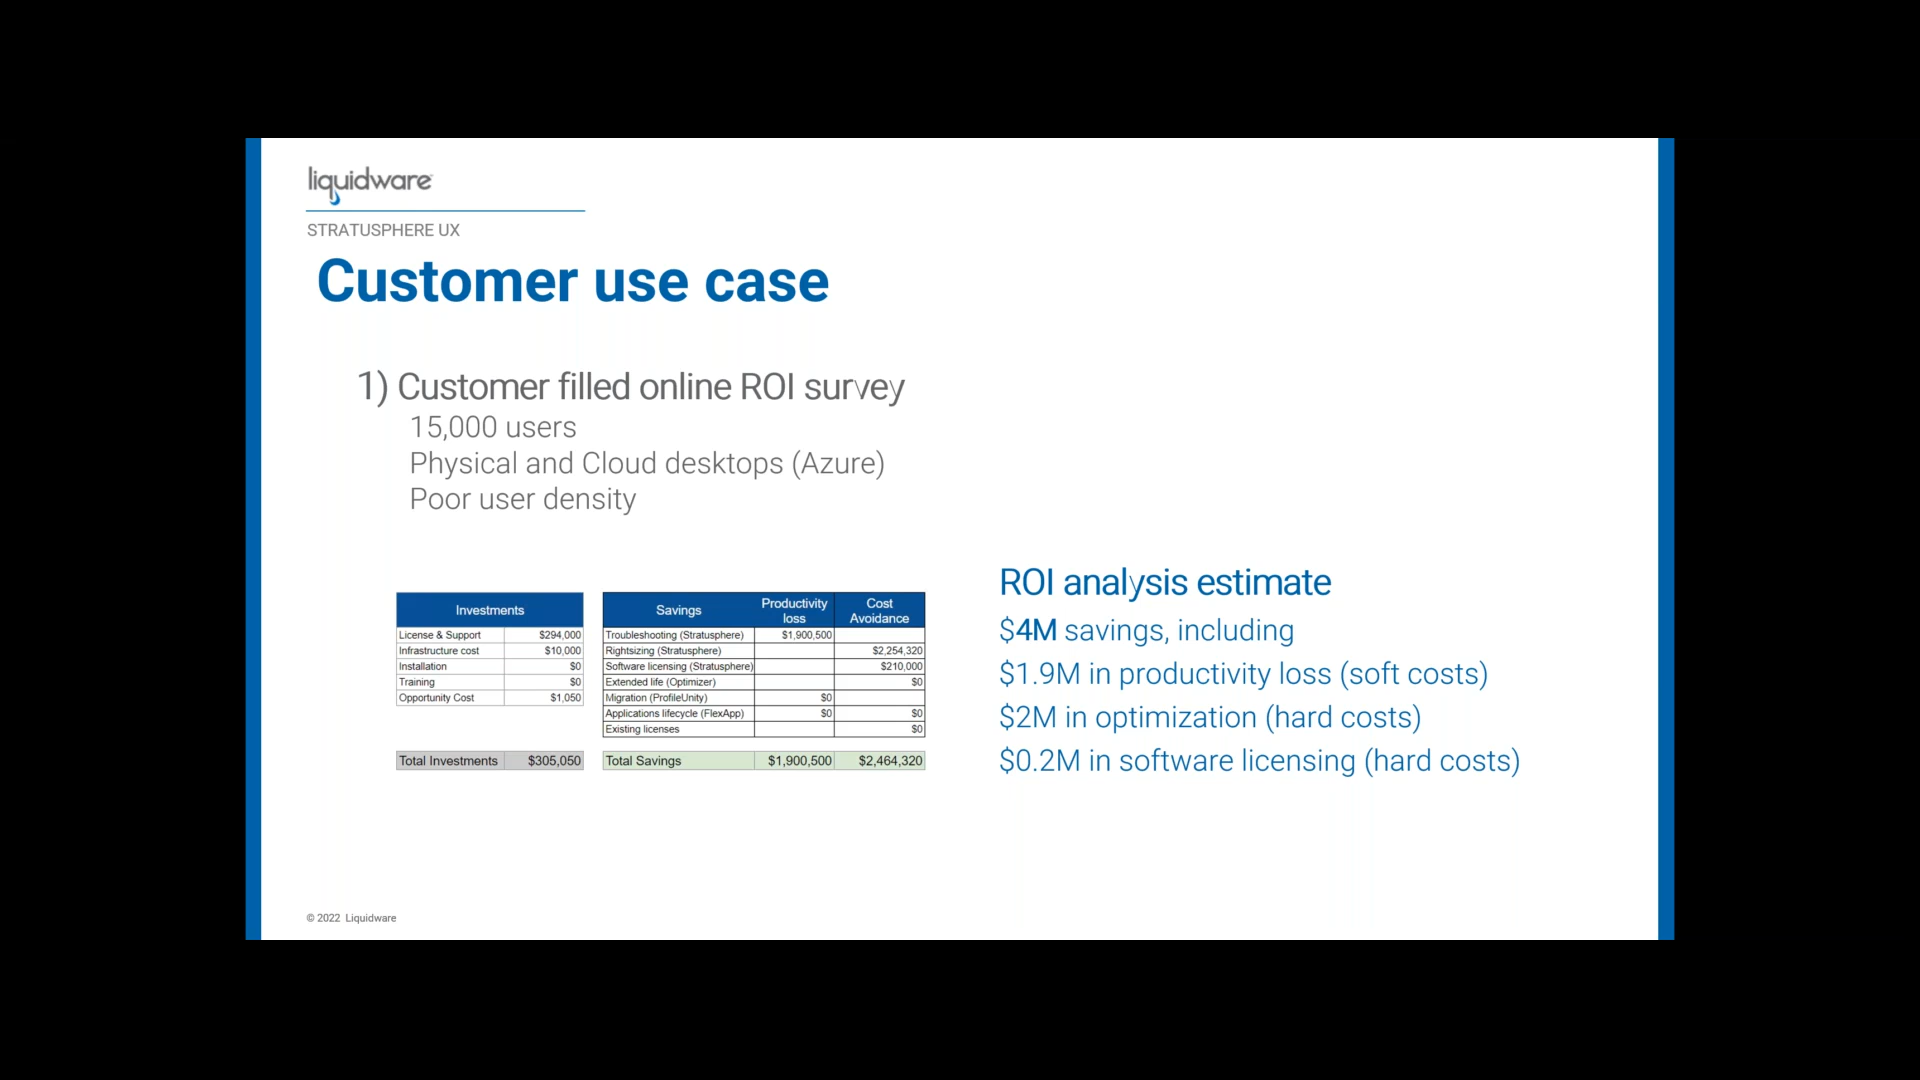 liquidware
STRATUSPHERE UX
Customer use case
1) Customer filled online ROI survey
15,000 users
Physical and Cloud desktops (Azure)
Poor user density
Investments
License & Support $294,000
Infrastructure cost $10,000
Installation $0
Training $0
Opportunity Cost $1,050
Total Investments $305,050
Savings Productivity loss Cost Avoidance
Troubleshooting (Stratusphere) $1,900,500
Rightsizing (Stratusphere) $2,254,320
Software licensing (Stratusphere) $210,000
Extended life (Optimizer) $0
Migration (ProfileUnity) $0
Applications lifecycle (FlexApp) $0 $0
Existing licenses $0
Total Savings $1,900,500 $2,464,320
ROI analysis estimate
$4M savings, including
$1.9M in productivity loss (soft costs)
$2M in optimization (hard costs)
$0.2M in software licensing (hard costs)
© 2022 Liquidware